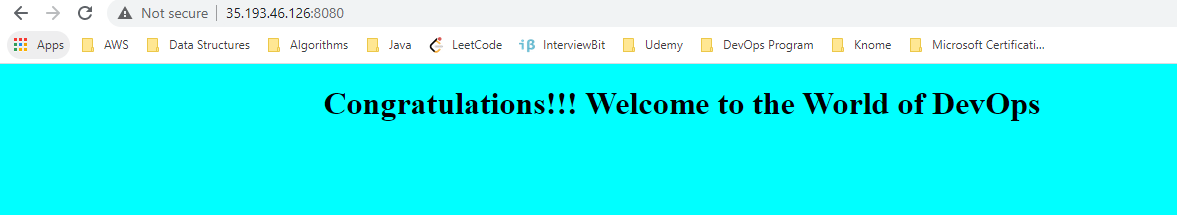 Not secure | 35.193.46.126:8080
Apps AWS Data Structures Algorithms Java LeetCode iβ InterviewBit Udemy DevOps Program Knome Microsoft Certificati...
Congratulations!!! Welcome to the World of DevOps